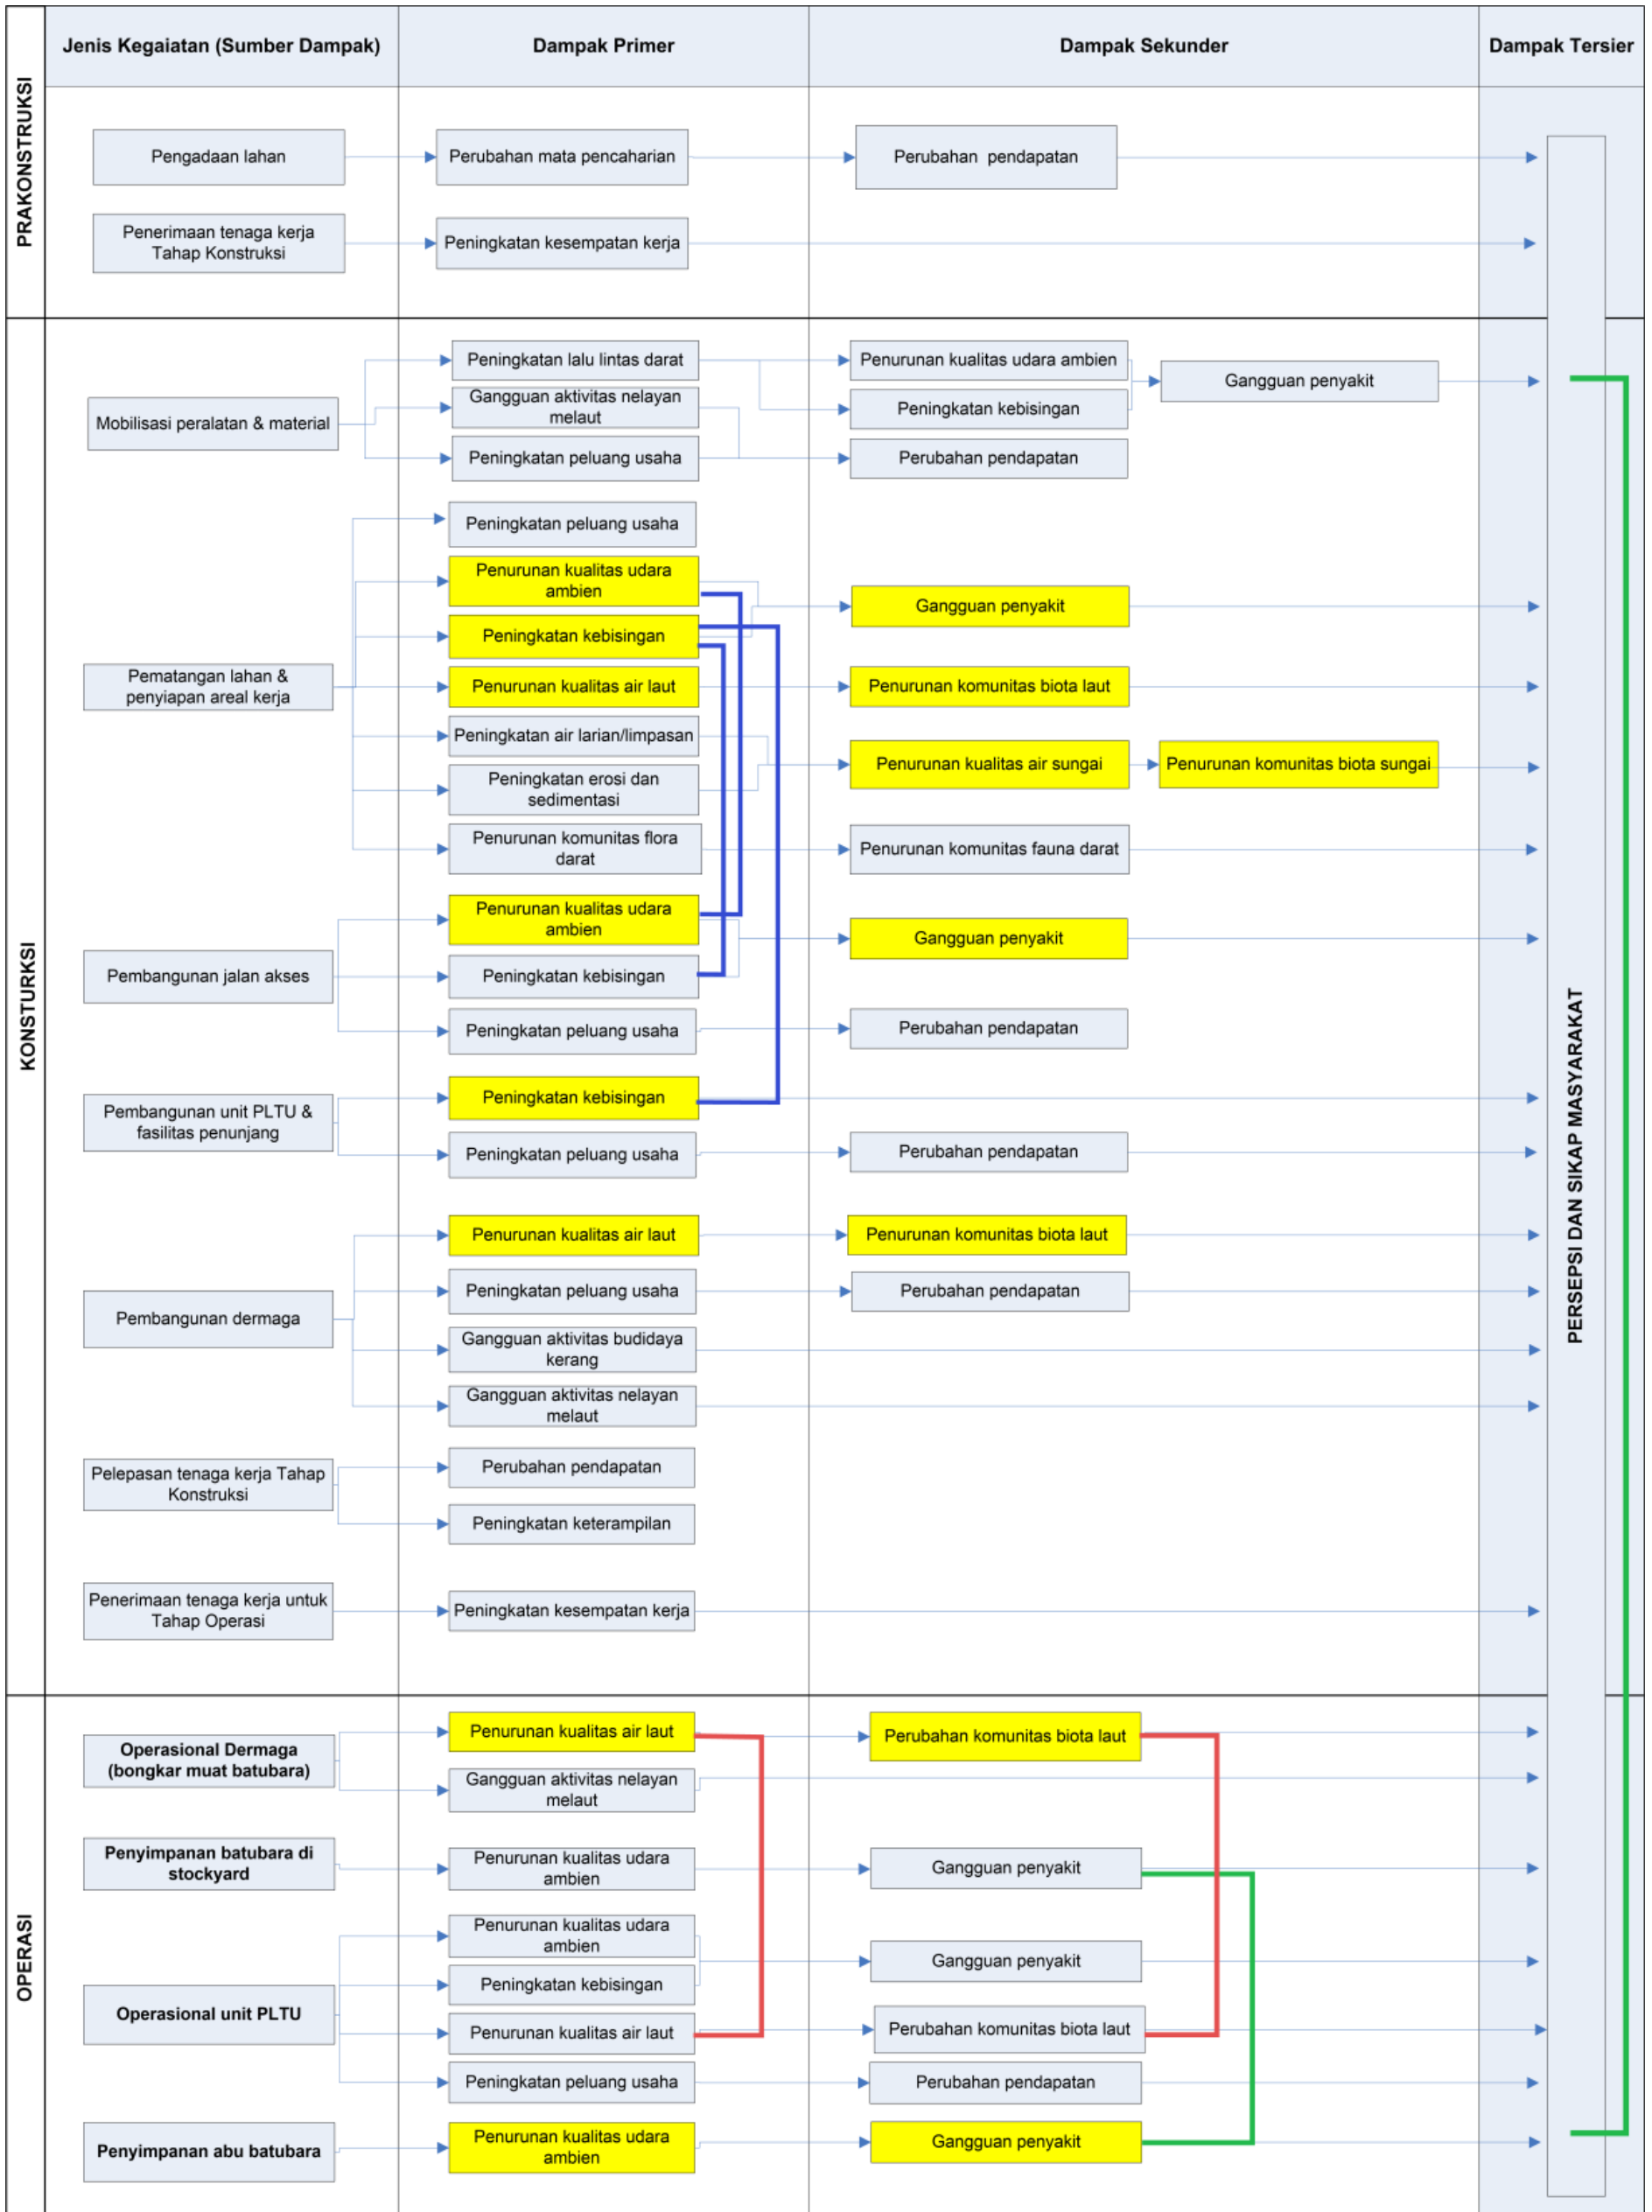 Jenis Kegaiatan (Sumber Dampak)
Dampak Primer
Dampak Sekunder
Dampak Tersier
PRAKONSTRUKSI
Pengadaan lahan
Perubahan mata pencaharian
Perubahan pendapatan
Penerimaan tenaga kerja
Tahap Konstruksi
Peningkatan kesempatan kerja
KONSTURKSI
Mobilisasi peralatan & material
Peningkatan lalu lintas darat
Gangguan aktivitas nelayan
melaut
Peningkatan peluang usaha
Penurunan kualitas udara ambien
Peningkatan kebisingan
Perubahan pendapatan
Gangguan penyakit
Pematangan lahan &
penyiapan areal kerja
Peningkatan peluang usaha
Penurunan kualitas udara
ambien
Peningkatan kebisingan
Penurunan kualitas air laut
Peningkatan air larian/limpasan
Peningkatan erosi dan
sedimentasi
Penurunan komunitas flora
darat
Gangguan penyakit
Penurunan komunitas biota laut
Penurunan kualitas air sungai
Penurunan komunitas biota sungai
Penurunan komunitas fauna darat
Pembangunan jalan akses
Penurunan kualitas udara
ambien
Peningkatan kebisingan
Peningkatan peluang usaha
Gangguan penyakit
Perubahan pendapatan
Pembangunan unit PLTU &
fasilitas penunjang
Peningkatan kebisingan
Peningkatan peluang usaha
Perubahan pendapatan
Pembangunan dermaga
Penurunan kualitas air laut
Peningkatan peluang usaha
Gangguan aktivitas budidaya
kerang
Gangguan aktivitas nelayan
melaut
Penurunan komunitas biota laut
Perubahan pendapatan
Pelepasan tenaga kerja Tahap
Konstruksi
Perubahan pendapatan
Peningkatan keterampilan
Penerimaan tenaga kerja untuk
Tahap Operasi
Peningkatan kesempatan kerja
PERSEPSI DAN SIKAP MASYARAKAT
OPERASI
Operasional Dermaga
(bongkar muat batubara)
Penurunan kualitas air laut
Gangguan aktivitas nelayan
melaut
Perubahan komunitas biota laut
Penyimpanan batubara di
stockyard
Penurunan kualitas udara
ambien
Gangguan penyakit
Operasional unit PLTU
Penurunan kualitas udara
ambien
Peningkatan kebisingan
Penurunan kualitas air laut
Peningkatan peluang usaha
Gangguan penyakit
Perubahan komunitas biota laut
Perubahan pendapatan
Penyimpanan abu batubara
Penurunan kualitas udara
ambien
Gangguan penyakit